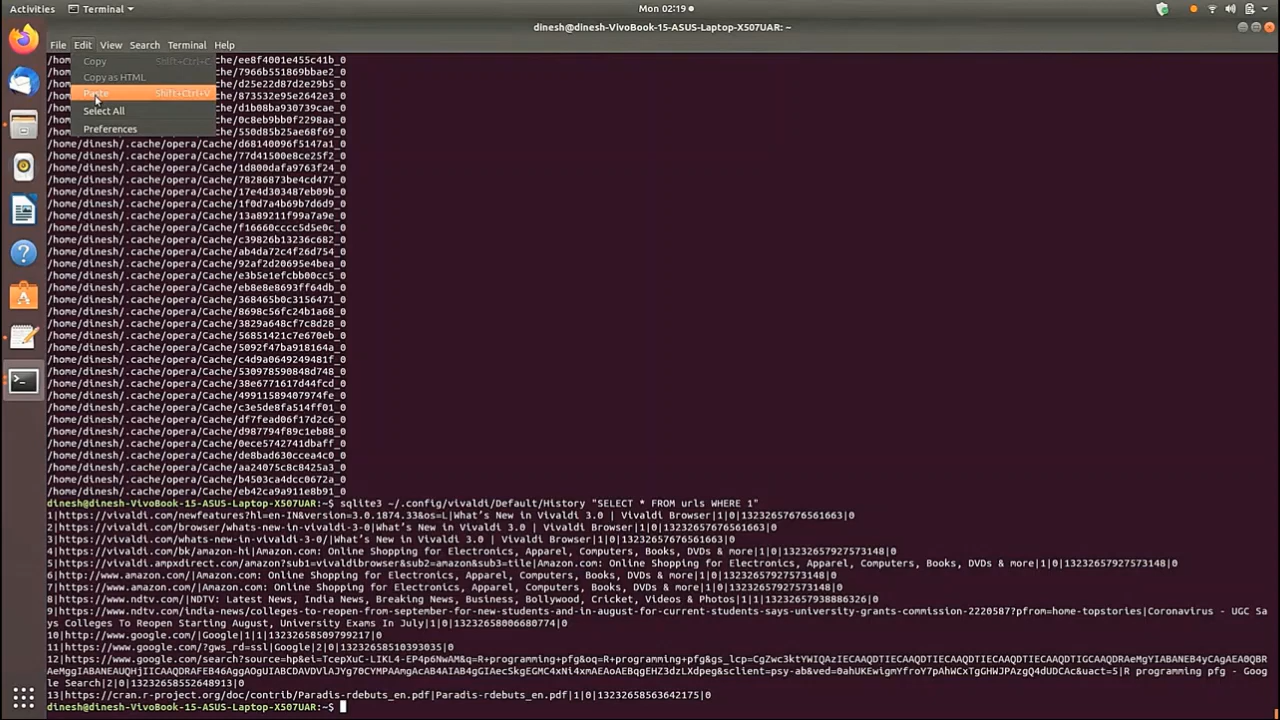 Activities Terminal Mon 02:19
dinesh@dinesh-VivoBook-15-ASUS-Laptop-X507UAR: ~
File Edit View Search Terminal Help
Copy Shift+Ctrl+C
Copy as HTML
Paste Shift+Ctrl+V
Select All
Preferences
/home/dinesh/.cache/opera/Cache/d68140096f5147a1_0
/home/dinesh/.cache/opera/Cache/77d41500e8ce25f2_0
/home/dinesh/.cache/opera/Cache/1d800dafa9763f24_0
/home/dinesh/.cache/opera/Cache/78286873be4cd477_0
/home/dinesh/.cache/opera/Cache/17e4d303487eb09b_0
/home/dinesh/.cache/opera/Cache/1f0d7a4b69b7d6d9_0
/home/dinesh/.cache/opera/Cache/13a89211f99a7a9e_0
/home/dinesh/.cache/opera/Cache/f16660cccc5d5e0c_0
/home/dinesh/.cache/opera/Cache/c39826b13236c682_0
/home/dinesh/.cache/opera/Cache/ab4da72c4f26d754_0
/home/dinesh/.cache/opera/Cache/92af2d20695e4bea_0
/home/dinesh/.cache/opera/Cache/e3b5e1efcbb00cc5_0
/home/dinesh/.cache/opera/Cache/eb8e8e8693ff64db_0
/home/dinesh/.cache/opera/Cache/368465b0c3156471_0
/home/dinesh/.cache/opera/Cache/8698c56fc24b1a68_0
/home/dinesh/.cache/opera/Cache/3829a648cf7c8d28_0
/home/dinesh/.cache/opera/Cache/56851421c7e670eb_0
/home/dinesh/.cache/opera/Cache/5092f47ba918164a_0
/home/dinesh/.cache/opera/Cache/c4d9a0649249481f_0
/home/dinesh/.cache/opera/Cache/530978590848d748_0
/home/dinesh/.cache/opera/Cache/38e6771617d44fcd_0
/home/dinesh/.cache/opera/Cache/49911589407974fe_0
/home/dinesh/.cache/opera/Cache/c3e5de8fa514ff01_0
/home/dinesh/.cache/opera/Cache/df7fead06f17d2c6_0
/home/dinesh/.cache/opera/Cache/d987794f89c1eb88_0
/home/dinesh/.cache/opera/Cache/0ece5742741dbaff_0
/home/dinesh/.cache/opera/Cache/de8bad630ccea4c0_0
/home/dinesh/.cache/opera/Cache/aa24075c8c8425a3_0
/home/dinesh/.cache/opera/Cache/b4503ca4dcc0672a_0
/home/dinesh/.cache/opera/Cache/eb42ca9a911e8b91_0
dinesh@dinesh-VivoBook-15-ASUS-Laptop-X507UAR:~$ sqlite3 ~/.config/vivaldi/Default/History "SELECT * FROM urls WHERE 1"
1|https://vivaldi.com/newfeatures?hl=en-IN&version=3.0.1874.33&os=L|What's New in Vivaldi 3.0 | Vivaldi Browser|1|0|13232657676561663|0
2|https://vivaldi.com/browser/whats-new-in-vivaldi-3-0|What's New in Vivaldi 3.0 | Vivaldi Browser|1|0|13232657676561663|0
3|https://vivaldi.com/whats-new-in-vivaldi-3-0/|What's New in Vivaldi 3.0 | Vivaldi Browser|1|0|13232657676561663|0
4|https://vivaldi.com/bk/amazon-hi|Amazon.com: Online Shopping for Electronics, Apparel, Computers, Books, DVDs & more|1|0|13232657927573148|0
5|https://vivaldi.ampxdirect.com/amazon?sub1=vivaldibrowser&sub2=amazon&sub3=tile|Amazon.com: Online Shopping for Electronics, Apparel, Computers, Books, DVDs & more|1|0|13232657927573148|0
6|http://www.amazon.com/|Amazon.com: Online Shopping for Electronics, Apparel, Computers, Books, DVDs & more|1|0|13232657927573148|0
7|https://www.amazon.com/|Amazon.com: Online Shopping for Electronics, Apparel, Computers, Books, DVDs & more|1|0|13232657927573148|0
8|https://www.ndtv.com/|NDTV: Latest News, India News, Breaking News, Business, Bollywood, Cricket, Videos & Photos|1|0|13232657938886326|0
9|https://www.ndtv.com/india-news/colleges-to-reopen-from-september-for-new-students-and-in-august-for-current-students-says-university-grants-commission-2220587?pfrom=home-topstories|Coronavirus - UGC Sa
ys Colleges To Reopen Starting August, University Exams In July|1|0|13232658006680774|0
10|http://www.google.com/|Google|1|1|13232658509799217|0
11|https://www.google.com/?gws_rd=ssl|Google|2|0|13232658510393035|0
Search|2|0|13232658552648913|0
13|https://cran.r-project.org/doc/contrib/Paradis-rdebuts_en.pdf|Paradis-rdebuts_en.pdf|1|0|13232658563642175|0
dinesh@dinesh-VivoBook-15-ASUS-Laptop-X507UAR:~$